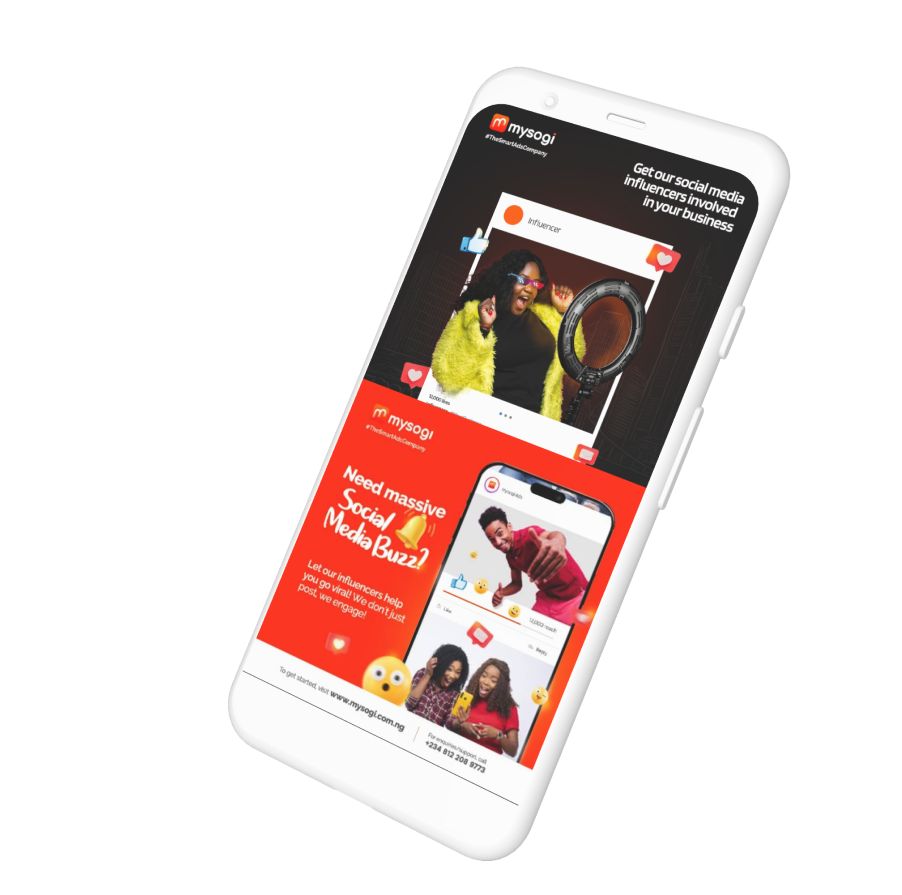 mysogi
#TheSmartAdsCompany
Get our social media
influencers involved
in your business
Influencer
12,000 likes
mysogi
#TheSmartAdsCompany
Need massive
Social
Media Buzz?
Let our influencers help
you go viral! We don't just
post, we engage!
mysogiads
12,002 reach
Like
Reply
To get started, visit www.mysogi.com.ng
For enquiries/support, call
+234 812 208 9773